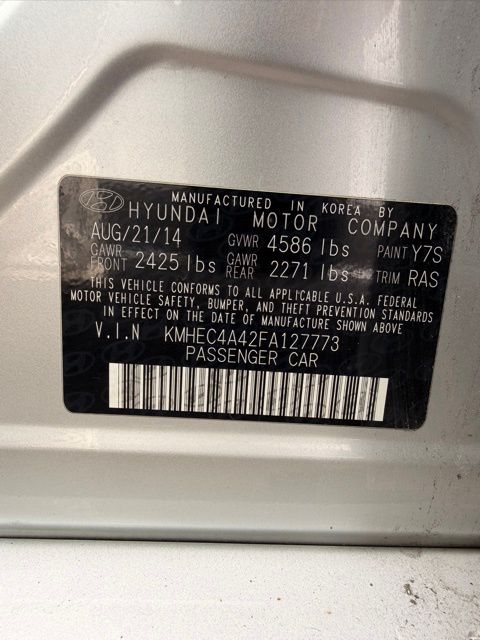 MANUFACTURED IN KOREA BY
HYUNDAI MOTOR COMPANY
AUG/21/14 GVWR 4586 lbs PAINT Y7S
GAWR FRONT 2425 lbs GAWR REAR 2271 lbs TRIM RAS
THIS VEHICLE CONFORMS TO ALL APPLICABLE U.S.A. FEDERAL
MOTOR VEHICLE SAFETY, BUMPER, AND THEFT PREVENTION STANDARDS
IN EFFECT ON THE DATE OF MANUFACTURE SHOWN ABOVE
V.I.N KMHEC4A42FA127773
PASSENGER CAR